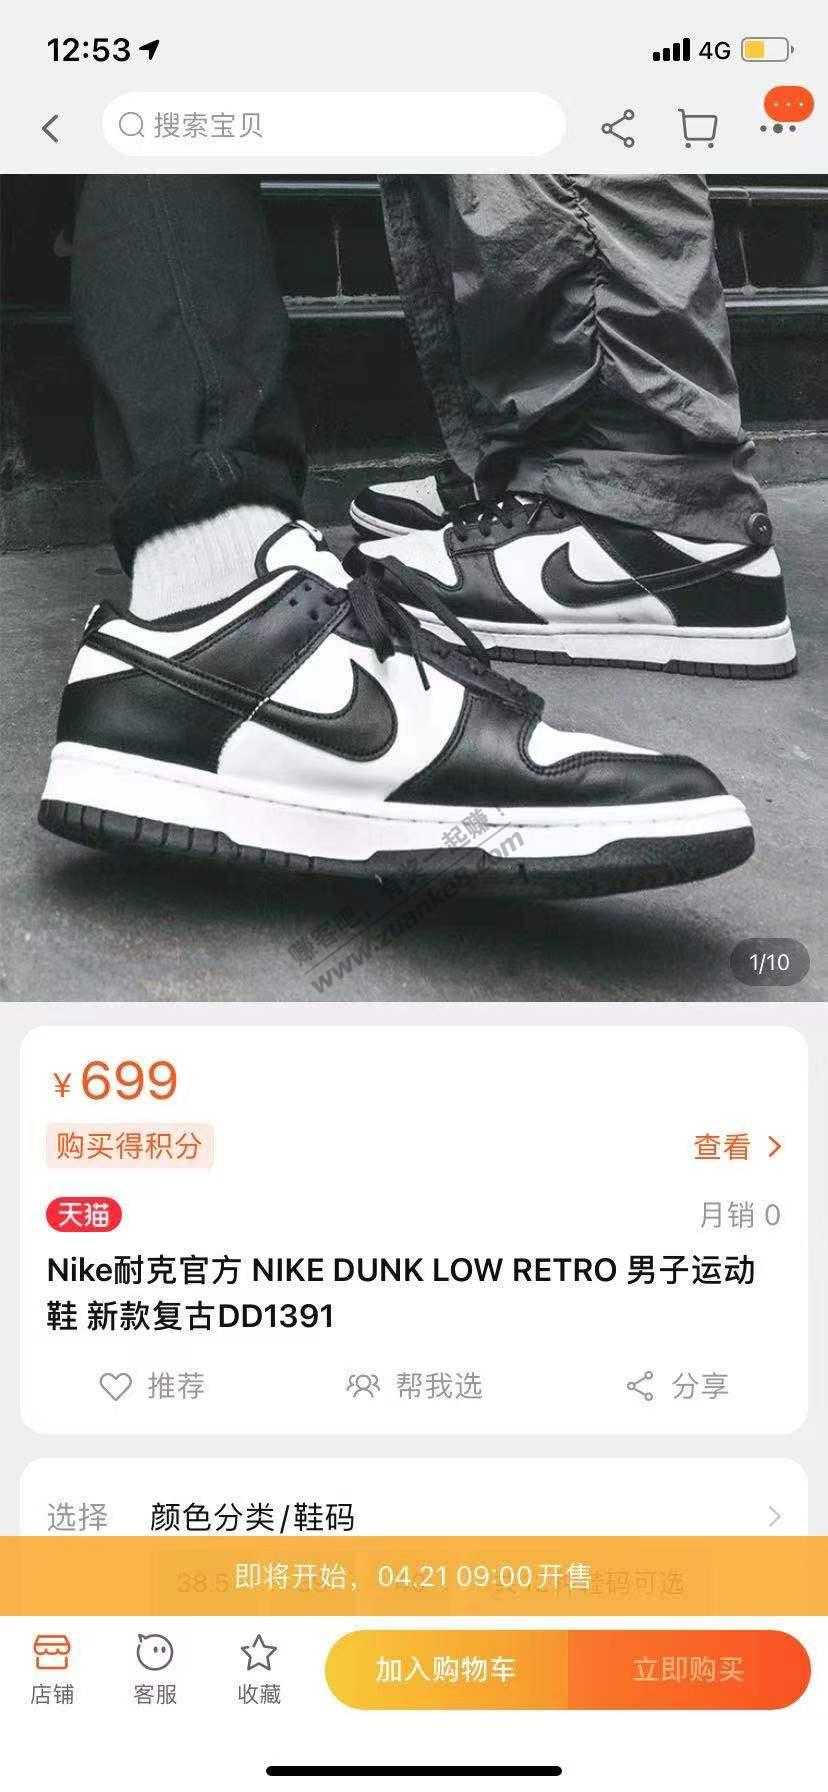 12:53
4G
搜索宝贝
赚客吧，有奖一起赚！
www.zuanke8.com
1/10
¥699
购买得积分
查看
天猫
月销 0
Nike耐克官方 NIKE DUNK LOW RETRO 男子运动
鞋 新款复古DD1391
推荐
帮我选
分享
选择
颜色分类/鞋码
38.5
鞋码可选
即将开始，04.21 09:00开售
店铺
客服
收藏
加入购物车
立即购买